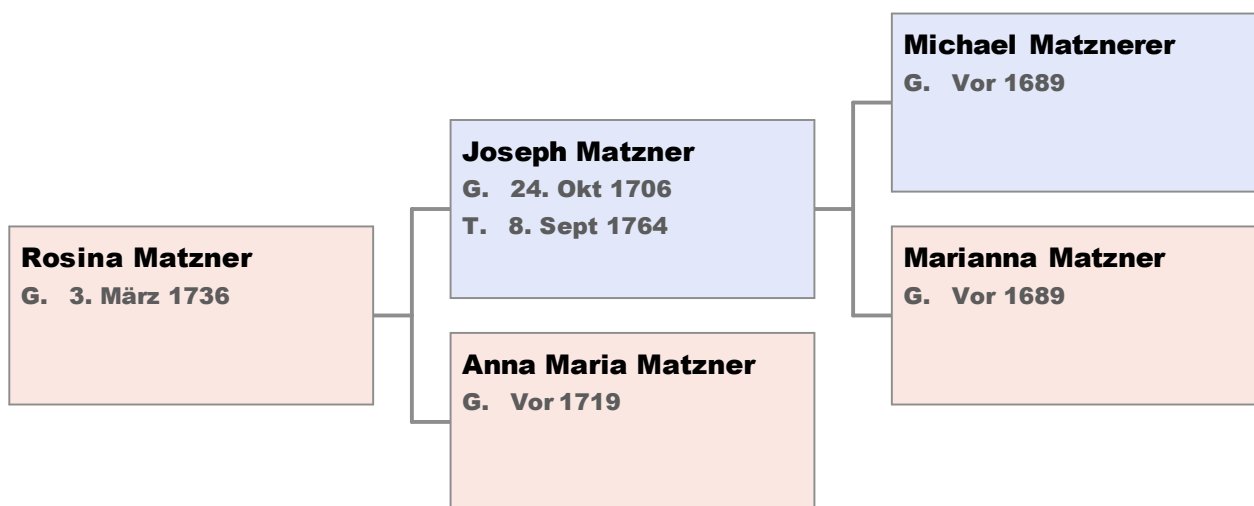 Michael Matznerer
G. Vor 1689
Joseph Matzner
G. 24. Okt 1706
T. 8. Sept 1764
Rosina Matzner
G. 3. März 1736
Marianna Matzner
G. Vor 1689
Anna Maria Matzner
G. Vor 1719